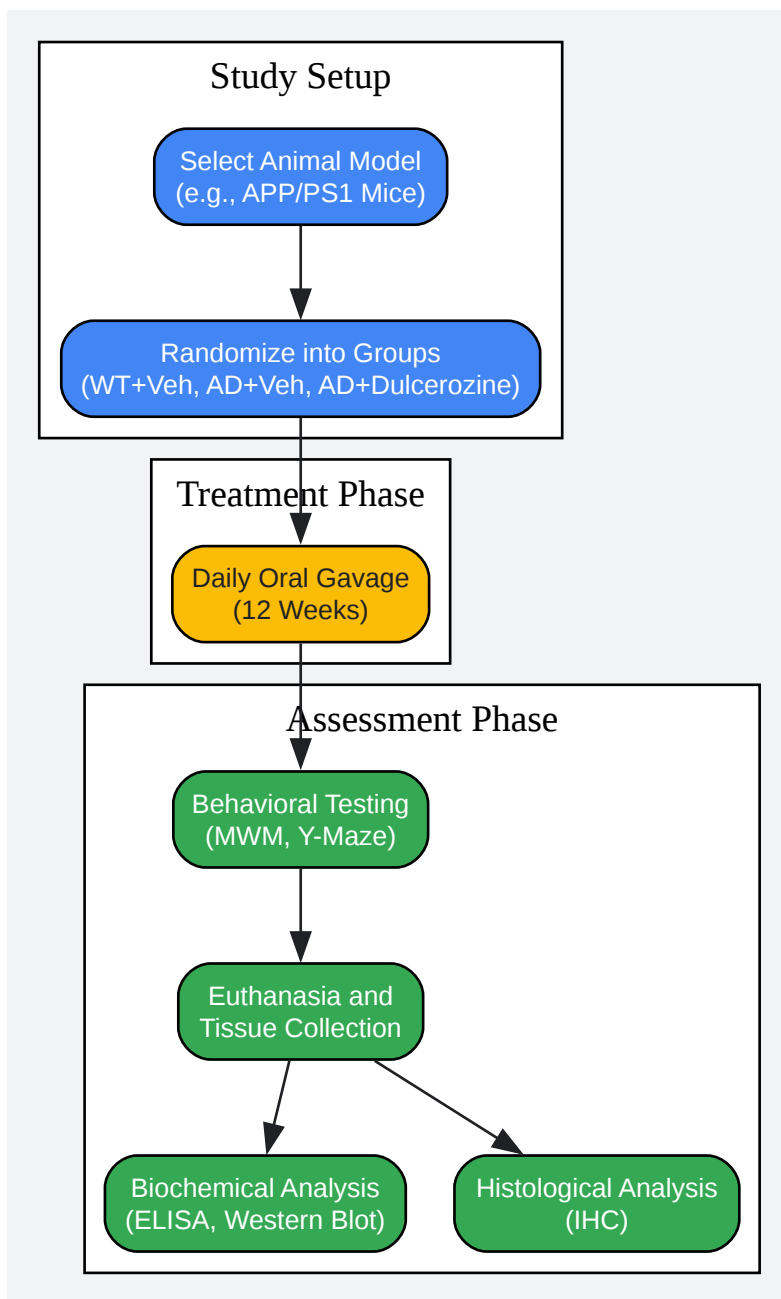 Study Setup
Select Animal Model
(e.g., APP/PS1 Mice)
Randomize into Groups
(WT+Veh, AD+Veh, AD+Dulcerozine)
Treatment Phase
Daily Oral Gavage
(12 Weeks)
Assessment Phase
Behavioral Testing
(MWM, Y-Maze)
Euthanasia and
Tissue Collection
Biochemical Analysis
(ELISA, Western Blot)
Histological Analysis
(IHC)